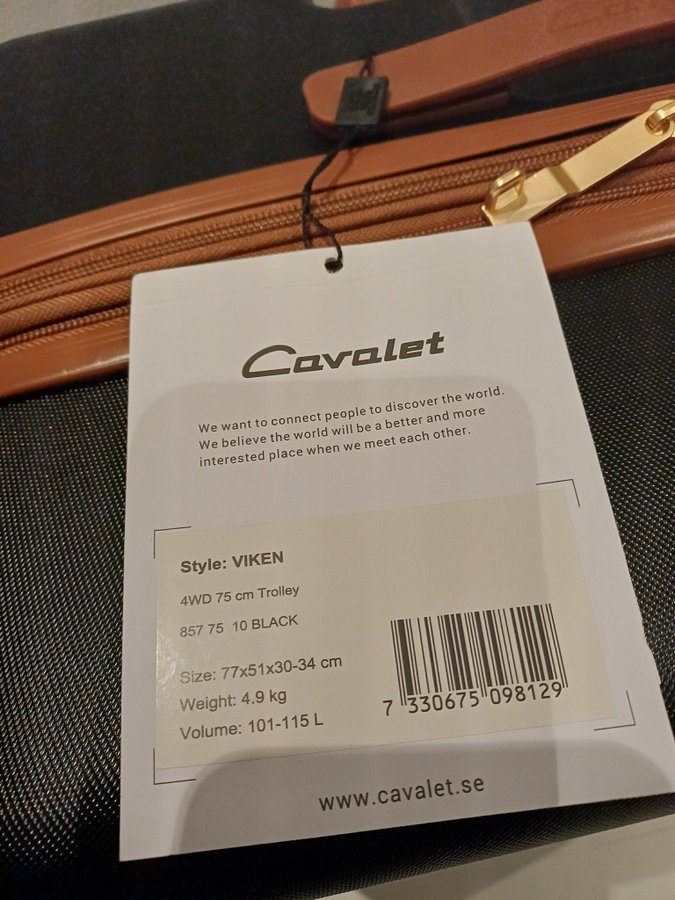 Cavalet
We want to connect people to discover the world.
We believe the world will be a better and more
interested place when we meet each other.
Style: VIKEN
4WD 75 cm Trolley
857 75 10 BLACK
Size: 77x51x30-34 cm
Weight: 4.9 kg
Volume: 101-115 L
7 330675 098129
www.cavalet.se